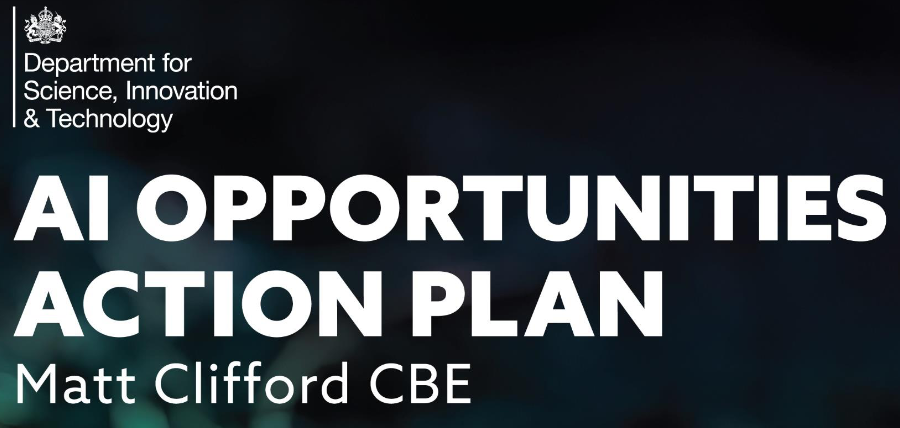 Department for
Science, Innovation
& Technology
AI OPPORTUNITIES
ACTION PLAN
Matt Clifford CBE